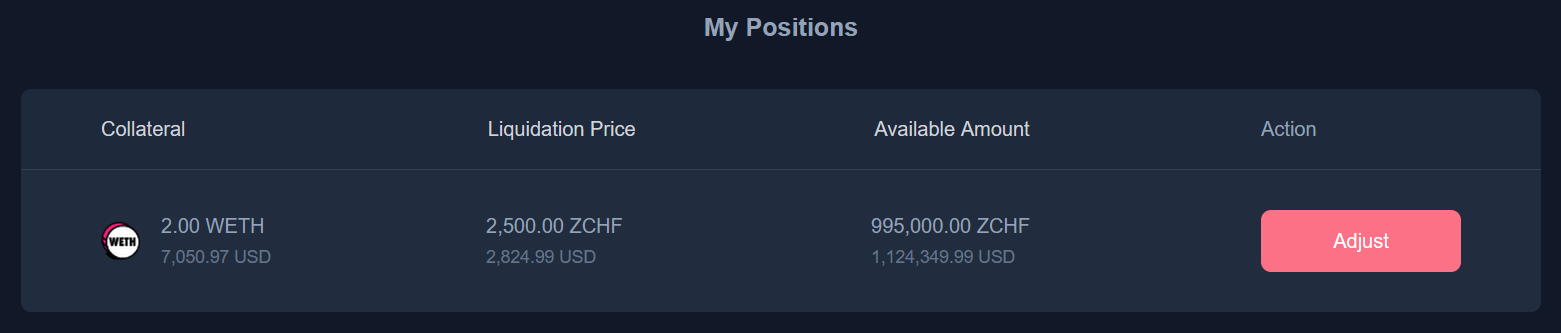 My Positions
Collateral Liquidation Price Available Amount Action
WETH 2.00 WETH 2,500.00 ZCHF 995,000.00 ZCHF Adjust
7,050.97 USD 2,824.99 USD 1,124,349.99 USD